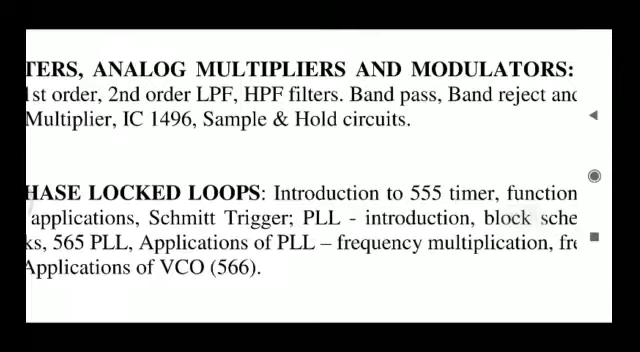 TERS, ANALOG MULTIPLIERS AND MODULATORS:
1st order, 2nd order LPF, HPF filters. Band pass, Band reject and
Multiplier, IC 1496, Sample & Hold circuits.
HASE LOCKED LOOPS: Introduction to 555 timer, function
applications, Schmitt Trigger; PLL - introduction, block sche
ks, 565 PLL, Applications of PLL – frequency multiplication, fre
Applications of VCO (566).